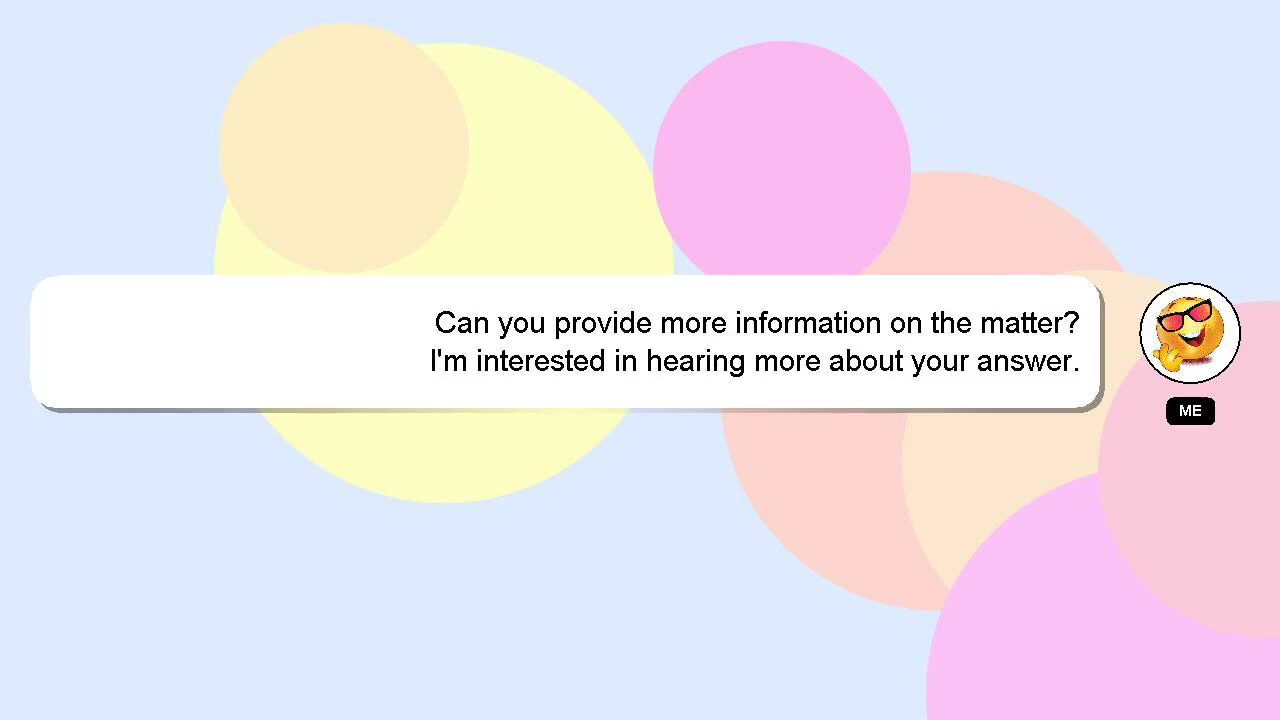 Can you provide more information on the matter?
I'm interested in hearing more about your answer.
ME